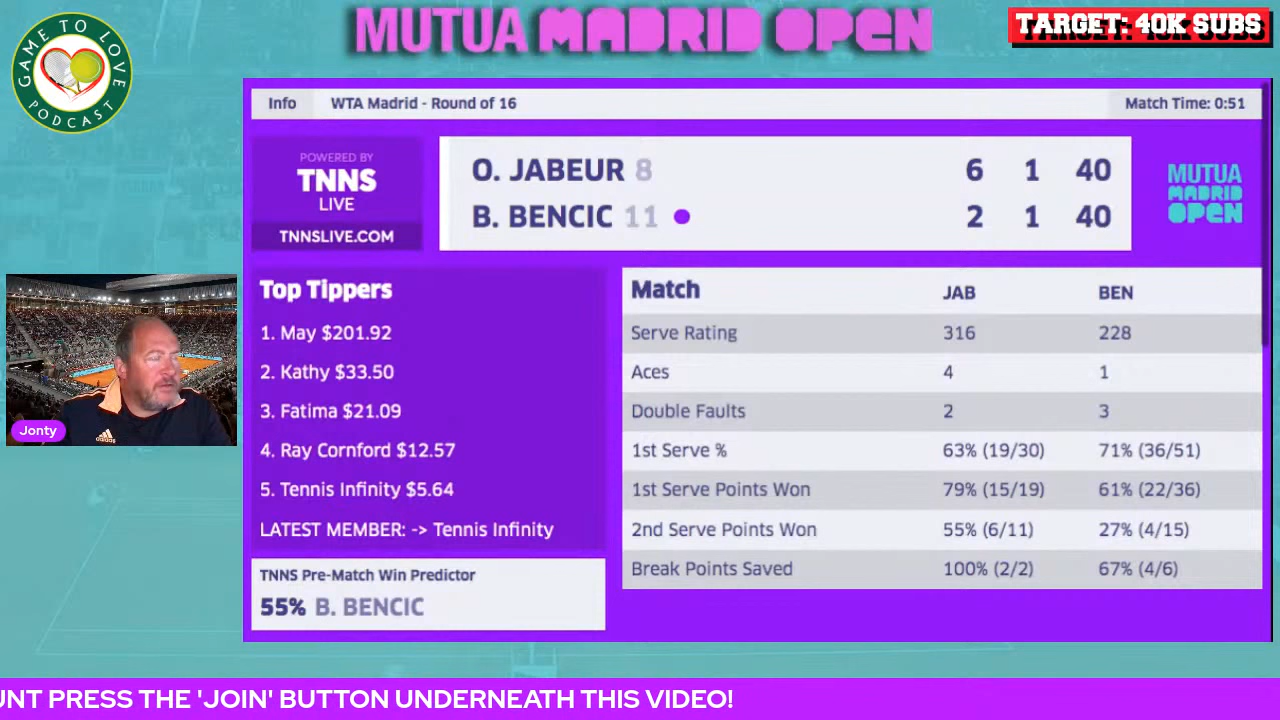 GAME TO LOVE
PODCAST
MUTUA MADRID OPEN
TARGET: 40K SUBS
Info
WTA Madrid - Round of 16
Match Time: 0:51
POWERED BY
TNNS
LIVE
TNNSLIVE.COM
O. JABEUR 8 6 1 40
B. BENCIC 11 2 1 40
MUTUA
MADRID
OPEN
Top Tippers
1. May $201.92
2. Kathy $33.50
3. Fatima $21.09
4. Ray Cornford $12.57
5. Tennis Infinity $5.64
LATEST MEMBER: -> Tennis Infinity
TNNS Pre-Match Win Predictor
55% B. BENCIC
Match JAB BEN
Serve Rating 316 228
Aces 4 1
Double Faults 2 3
1st Serve % 63% (19/30) 71% (36/51)
1st Serve Points Won 79% (15/19) 61% (22/36)
2nd Serve Points Won 55% (6/11) 27% (4/15)
Break Points Saved 100% (2/2) 67% (4/6)
adidas
Jonty
UNT PRESS THE 'JOIN' BUTTON UNDERNEATH THIS VIDEO!